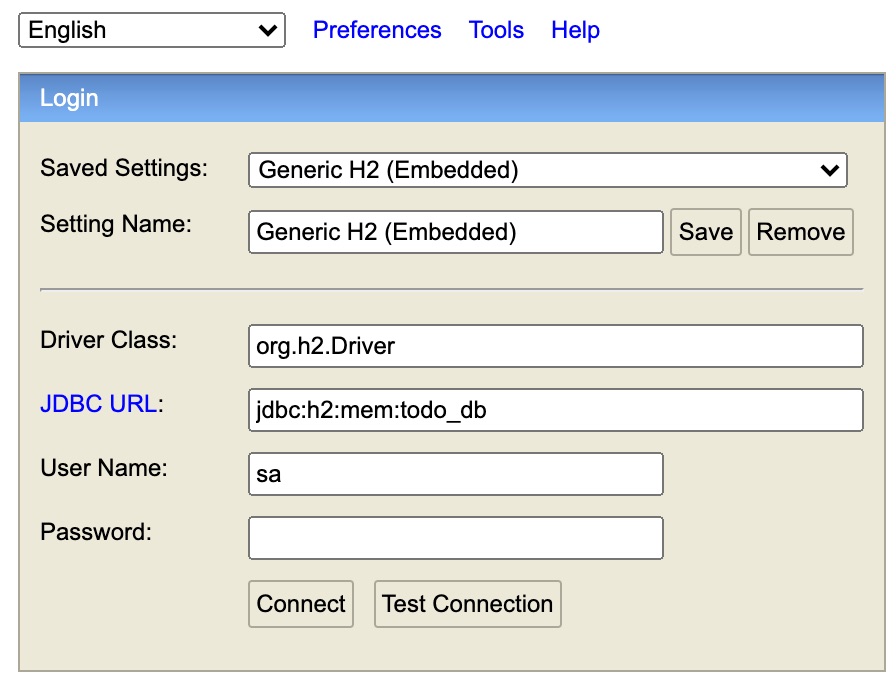 English Preferences Tools Help
Login
Saved Settings: Generic H2 (Embedded)
Setting Name: Generic H2 (Embedded) Save Remove
Driver Class: org.h2.Driver
JDBC URL: jdbc:h2:mem:todo_db
User Name: sa
Password:
Connect Test Connection